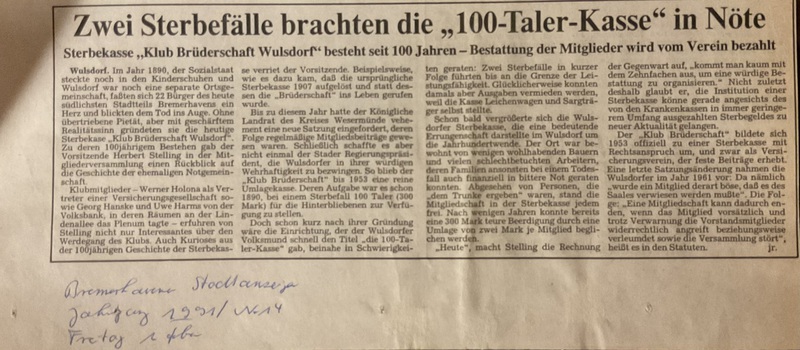 Zwei Sterbefälle brachten die „100-Taler-Kasse“ in Nöte
Sterbekasse „Klub Brüderschaft Wulsdorf“ besteht seit 100 Jahren – Bestattung der Mitglieder wird vom Verein bezahlt
Wulsdorf. Im Jahr 1890, der Sozialstaat
steckte noch in den Kinderschuhen und
Wulsdorf war noch eine separate Ortsge-
meinschaft, faßten sich 22 Bürger des heute
südlichsten Stadtteils Bremerhavens ein
Herz und blickten dem Tod ins Auge. Ohne
übertriebene Pietät, aber mit geschärftem
Realitätssinn gründeten sie die heutige
Sterbekasse „Klub Brüderschaft Wulsdorf“.
Zu deren 100jährigem Bestehen gab der
Vorsitzende Herbert Stelling in der Mit-
gliederversammlung einen Rückblick auf
die Geschichte der ehemaligen Notgemein-
schaft.
Klubmitglieder – Werner Holona als Ver-
treter einer Versicherungsgesellschaft so-
wie Georg Hanske und Uwe Harms von der
Volksbank, in deren Räumen an der Lin-
denallee das Plenum tagte – erfuhren von
Stelling nicht nur Interessantes über den
Werdegang des Klubs. Auch Kurioses aus
der 100jährigen Geschichte der Sterbekas-
se verriet der Vorsitzende. Beispielsweise,
wie es dazu kam, daß die ursprüngliche
Sterbekasse 1907 aufgelöst und statt des-
sen die „Brüderschaft“ ins Leben gerufen
wurde.
Bis zu diesem Jahr hatte der Königliche
Landrat des Kreises Wesermünde vehe-
ment eine neue Satzung eingefordert, deren
Folge regelmäßige Mitgliedsbeiträge gewe-
sen waren. Schließlich schaffte es aber
nicht einmal der Stader Regierungspräsi-
dent, die Wulsdorfer in ihrer würdigen
Wehrhaftigkeit zu bezwingen. So blieb der
„Klub Brüderschaft“ bis 1953 eine reine
Umlagekasse. Deren Aufgabe war es schon
1890, bei einem Sterbefall 100 Taler (300
Mark) für die Hinterbliebenen zur Verfü-
gung zu stellen.
Doch schon kurz nach ihrer Gründung
wäre die Einrichtung, der der Wulsdorfer
Volksmund schnell den Titel „die 100-Ta-
ler-Kasse“ gab, beinahe in Schwierigkei-
ten geraten: Zwei Sterbefälle in kurzer
Folge führten bis an die Grenze der Lei-
stungsfähigkeit. Glücklicherweise konnten
damals aber Ausgaben vermieden werden,
weil die Kasse Leichenwagen und Sargträ-
ger selbst stellte.
Schon bald vergrößerte sich die Wuls-
dorfer Sterbekasse, die eine bedeutende
Errungenschaft darstellte im Wulsdorf um
die Jahrhundertwende. Der Ort war be-
wohnt von wenigen wohlhabenden Bauern
und vielen schlechtbetuchten Arbeitern,
deren Familien ansonsten bei einem Todes-
fall auch finanziell in bittere Not geraten
konnten. Abgesehen von Personen, die
„dem Trunke ergeben“ waren, stand die
Mitgliedschaft in der Sterbekasse jedem
frei. Nach wenigen Jahren konnte bereits
eine 300 Mark teure Beerdigung durch eine
Umlage von zwei Mark je Mitglied begli-
chen werden.
„Heute“, macht Stelling die Rechnung
der Gegenwart auf, „kommt man kaum mit
dem Zehnfachen aus, um eine würdige Be-
stattung zu organisieren.“ Nicht zuletzt
deshalb glaubt er, die Institution einer
Sterbekasse könne gerade angesichts des
von den Krankenkassen in immer geringe-
rem Umfang ausgezahlten Sterbegeldes zu
neuer Aktualität gelangen.
Der „Klub Brüderschaft“ bildete sich
1953 offiziell zu einer Sterbekasse mit
Rechtsanspruch um, und zwar als Versi-
cherungsverein, der feste Beiträge erhebt.
Eine letzte Satzungsänderung nahmen die
Wulsdorfer im Jahr 1961 vor: Da nämlich
„wurde ein Mitglied derart böse, daß es des
Saales verwiesen werden mußte“. Die Fol-
ge: „Eine Mitgliedschaft kann dadurch en-
den, wenn das Mitglied vorsätzlich und
trotz Verwarnung die Vorstandsmitglieder
widerrechtlich angreift beziehungsweise
verleumdet sowie die Versammlung stört“,
heißt es in den Statuten. jr.
Bremerhavener Stadtanzeiger
Jahrgang 1991/ Nr. 14
Freitag